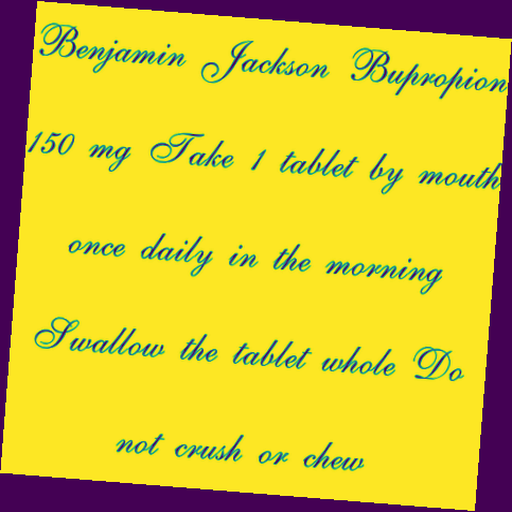 Benjamin Jackson Bupropion
150 mg Take 1 tablet by mouth
once daily in the morning
Swallow the tablet whole Do
not crush or chew